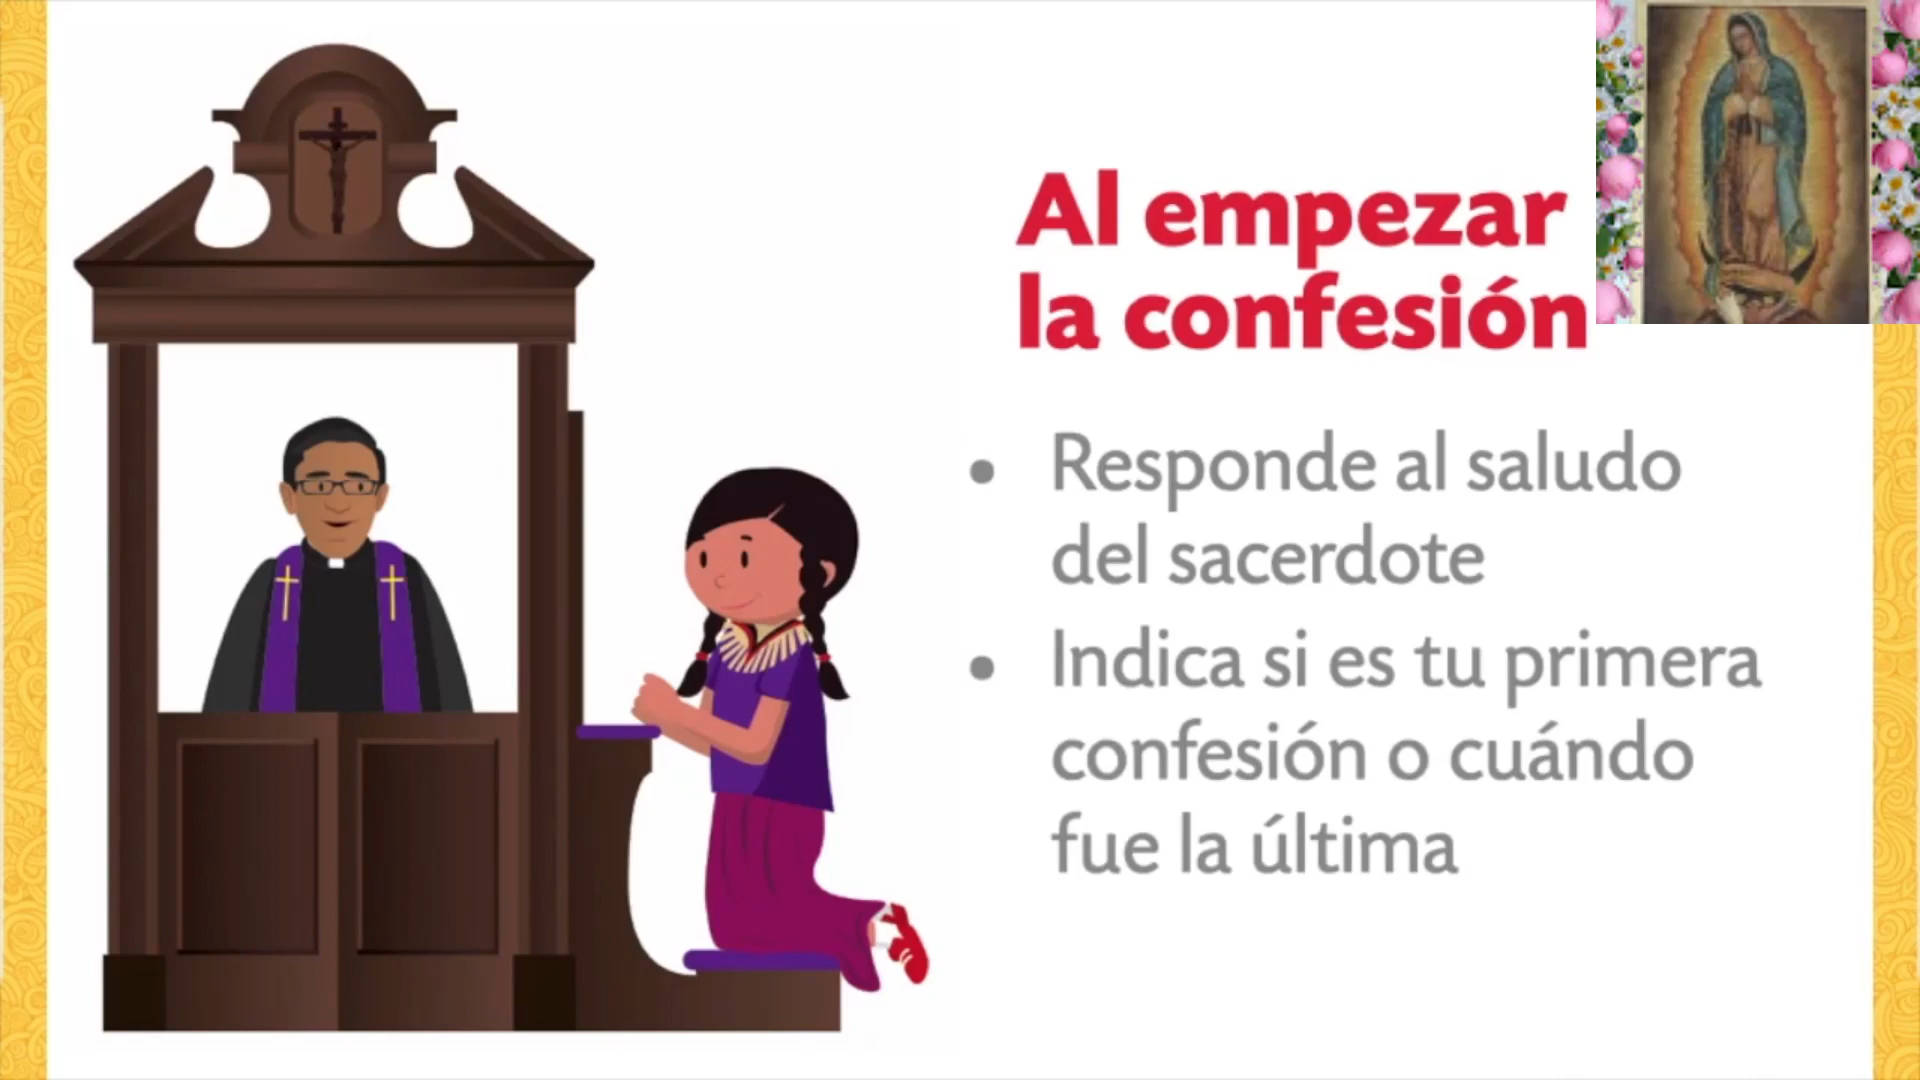 Al empezar
la confesión
• Responde al saludo
del sacerdote
• Indica si es tu primera
confesión o cuándo
fue la última